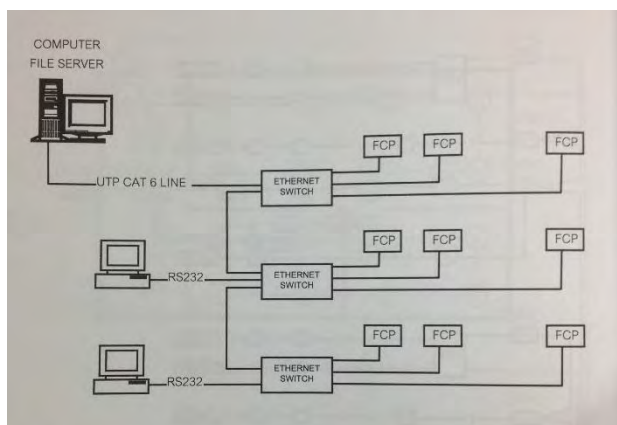 COMPUTER
FILE SERVER
FCP
FCP
FCP
UTP CAT 6 LINE
ETHERNET
SWITCH
FCP
FCP
FCP
RS232
ETHERNET
SWITCH
FCP
FCP
FCP
RS232
ETHERNET
SWITCH